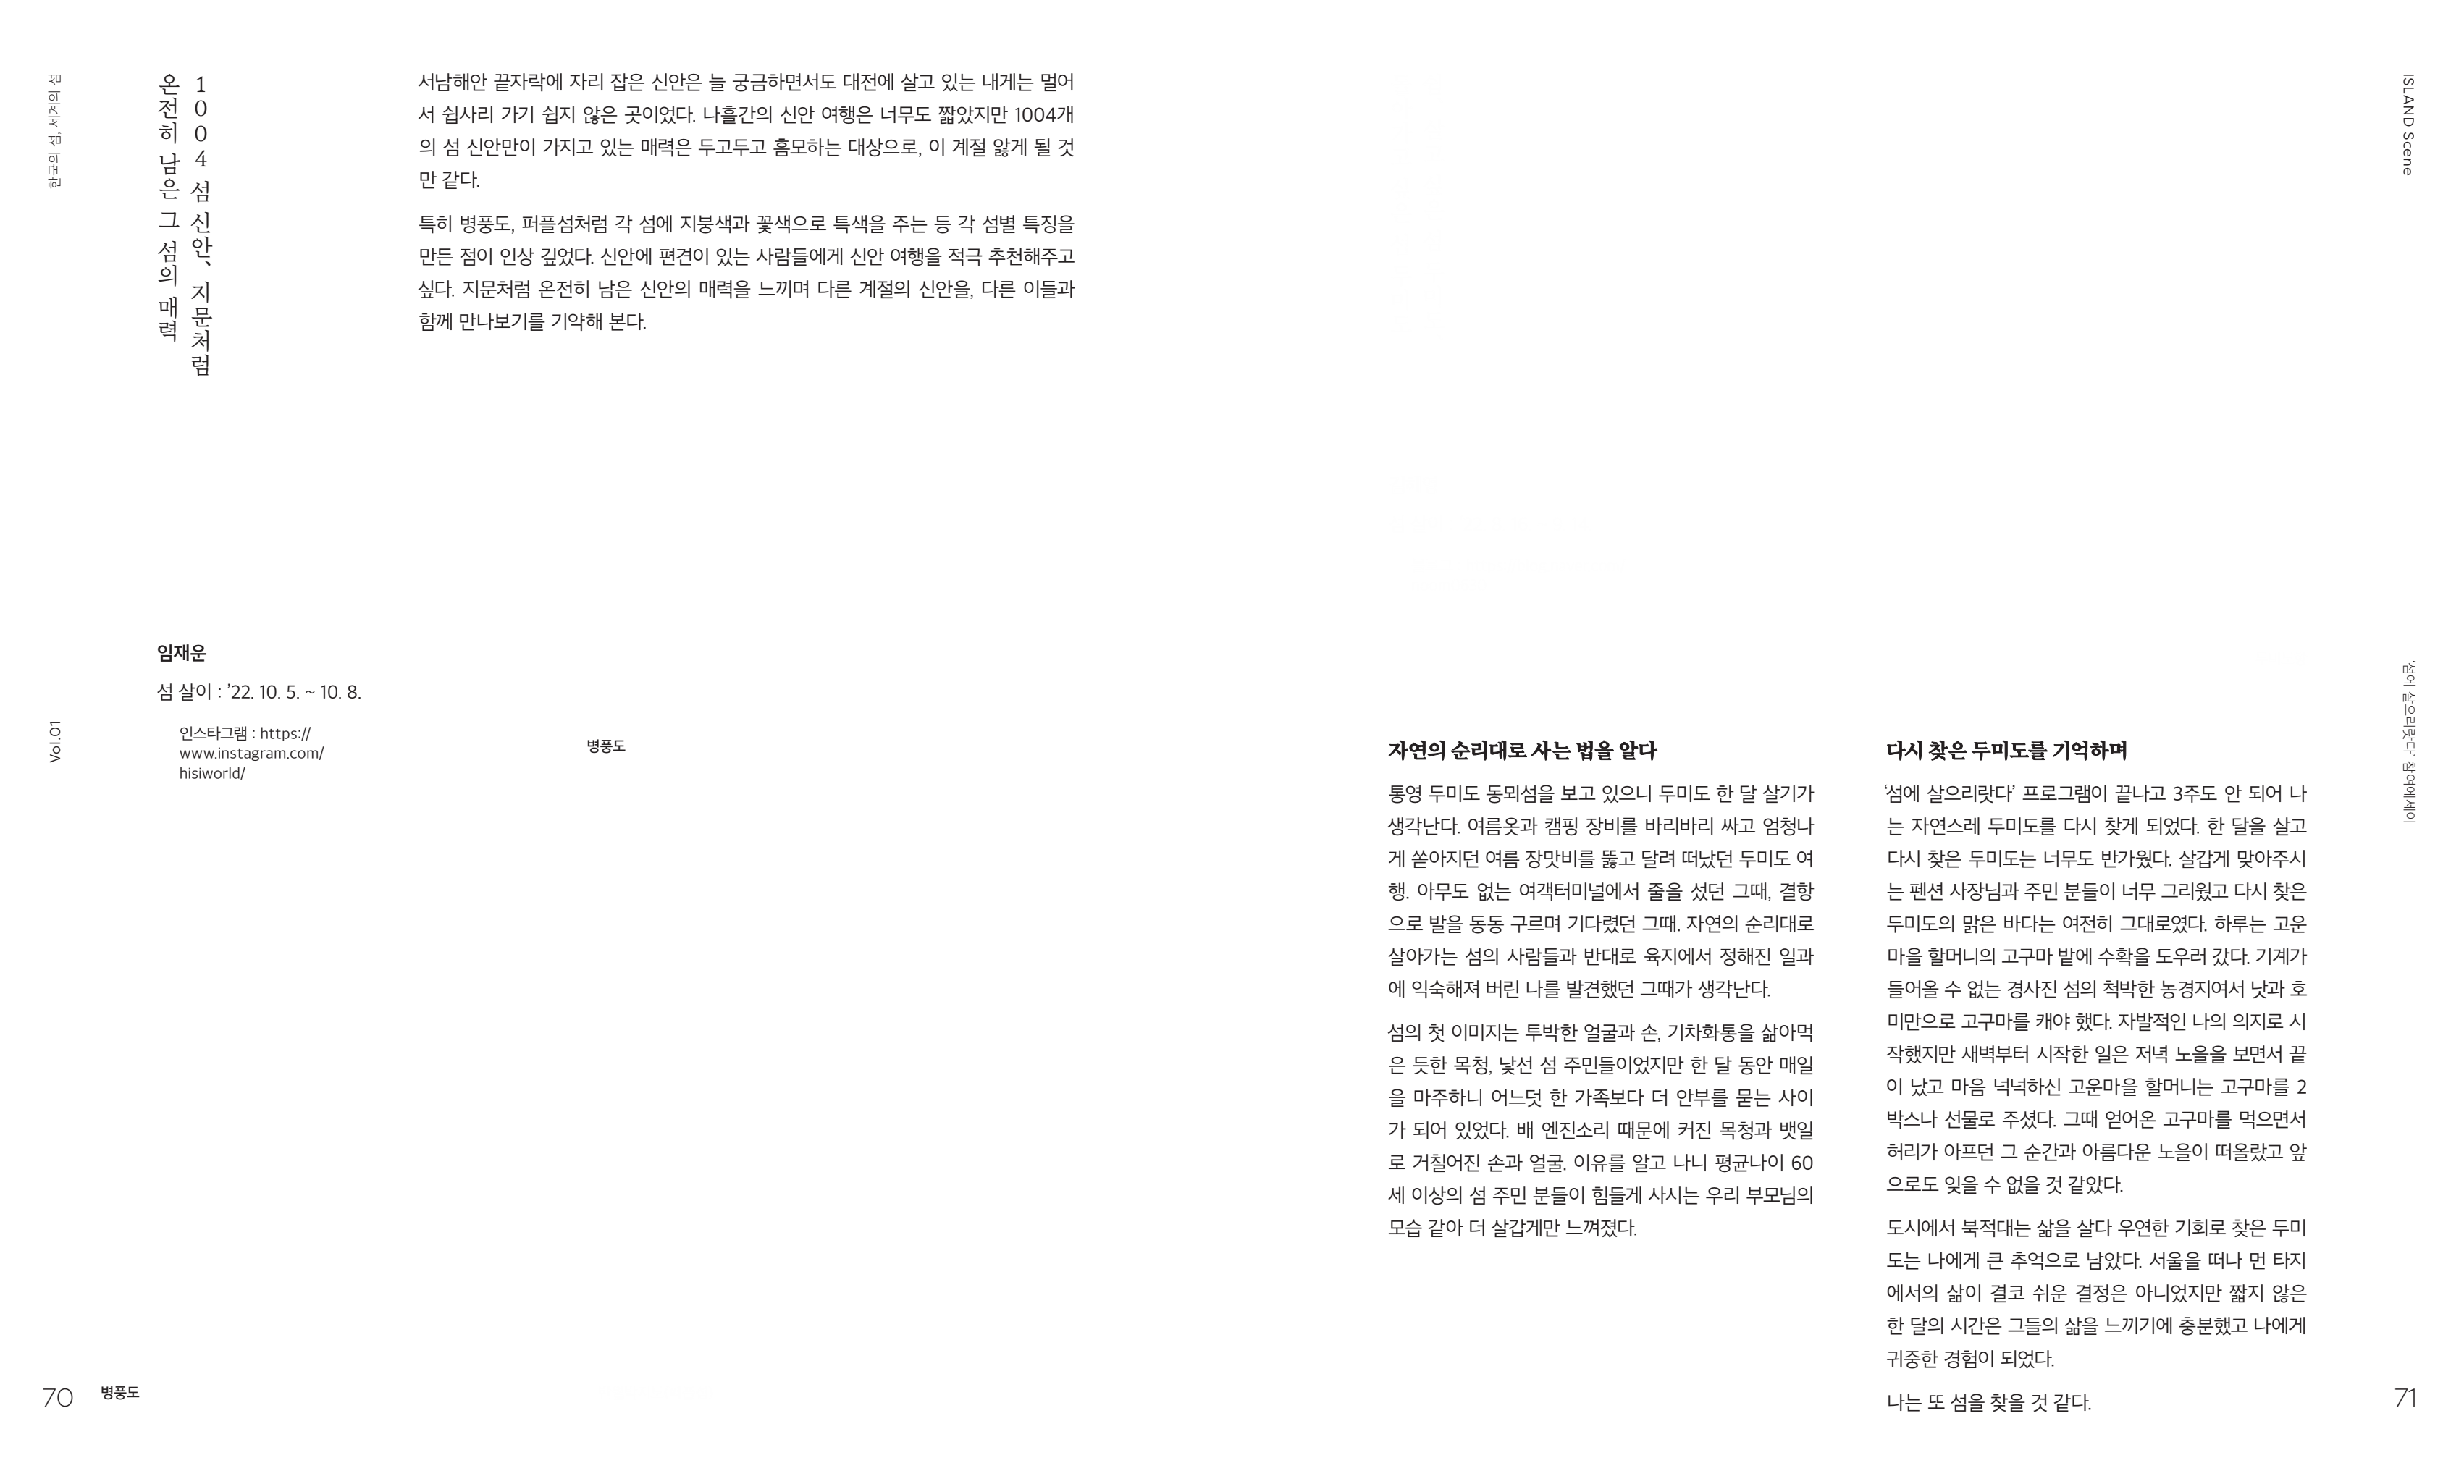 한국의 섬, 세계의 섬
1004섬 신안、지문처럼
온전히 남은 그 섬의 매력
서남해안 끝자락에 자리 잡은 신안은 늘 궁금하면서도 대전에 살고 있는 내게는 멀어
서 쉽사리 가기 쉽지 않은 곳이었다. 나흘간의 신안 여행은 너무도 짧았지만 1004개
의 섬 신안만이 가지고 있는 매력은 두고두고 흠모하는 대상으로, 이 계절 앓게 될 것
만 같다.
특히 병풍도, 퍼플섬처럼 각 섬에 지붕색과 꽃색으로 특색을 주는 등 각 섬별 특징을
만든 점이 인상 깊었다. 신안에 편견이 있는 사람들에게 신안 여행을 적극 추천해주고
싶다. 지문처럼 온전히 남은 신안의 매력을 느끼며 다른 계절의 신안을, 다른 이들과
함께 만나보기를 기약해 본다.
임재운
섬 살이 : ’22. 10. 5. ~ 10. 8.
인스타그램 : https://
www.instagram.com/
hisiworld/
병풍도
Vol.01
70
병풍도
ISLAND Scene
‘섬에 살으리랏다’ 참여에세이
자연의 순리대로 사는 법을 알다
통영 두미도 동뫼섬을 보고 있으니 두미도 한 달 살기가
생각난다. 여름옷과 캠핑 장비를 바리바리 싸고 엄청나
게 쏟아지던 여름 장맛비를 뚫고 달려 떠났던 두미도 여
행. 아무도 없는 여객터미널에서 줄을 섰던 그때, 결항
으로 발을 동동 구르며 기다렸던 그때. 자연의 순리대로
살아가는 섬의 사람들과 반대로 육지에서 정해진 일과
에 익숙해져 버린 나를 발견했던 그때가 생각난다.
섬의 첫 이미지는 투박한 얼굴과 손, 기차화통을 삶아먹
은 듯한 목청, 낯선 섬 주민들이었지만 한 달 동안 매일
을 마주하니 어느덧 한 가족보다 더 안부를 묻는 사이
가 되어 있었다. 배 엔진소리 때문에 커진 목청과 뱃일
로 거칠어진 손과 얼굴. 이유를 알고 나니 평균나이 60
세 이상의 섬 주민 분들이 힘들게 사시는 우리 부모님의
모습 같아 더 살갑게만 느껴졌다.
다시 찾은 두미도를 기억하며
‘섬에 살으리랏다’ 프로그램이 끝나고 3주도 안 되어 나
는 자연스레 두미도를 다시 찾게 되었다. 한 달을 살고
다시 찾은 두미도는 너무도 반가웠다. 살갑게 맞아주시
는 펜션 사장님과 주민 분들이 너무 그리웠고 다시 찾은
두미도의 맑은 바다는 여전히 그대로였다. 하루는 고운
마을 할머니의 고구마 밭에 수확을 도우러 갔다. 기계가
들어올 수 없는 경사진 섬의 척박한 농경지여서 낫과 호
미만으로 고구마를 캐야 했다. 자발적인 나의 의지로 시
작했지만 새벽부터 시작한 일은 저녁 노을을 보면서 끝
이 났고 마음 넉넉하신 고운마을 할머니는 고구마를 2
박스나 선물로 주셨다. 그때 얻어온 고구마를 먹으면서
허리가 아프던 그 순간과 아름다운 노을이 떠올랐고 앞
으로도 잊을 수 없을 것 같았다.
도시에서 북적대는 삶을 살다 우연한 기회로 찾은 두미
도는 나에게 큰 추억으로 남았다. 서울을 떠나 먼 타지
에서의 삶이 결코 쉬운 결정은 아니었지만 짧지 않은
한 달의 시간은 그들의 삶을 느끼기에 충분했고 나에게
귀중한 경험이 되었다.
나는 또 섬을 찾을 것 같다.
71